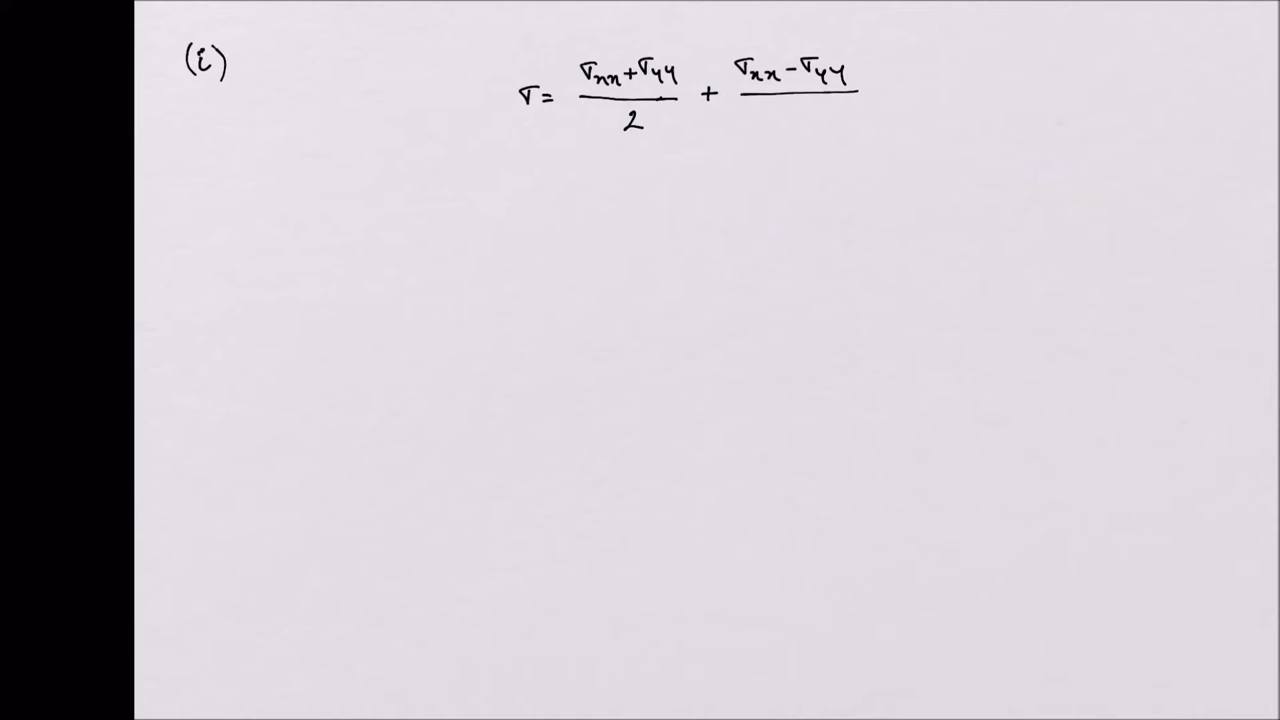 (i)
σ = (σxx + σyy)/2 + (σxx − σyy)/